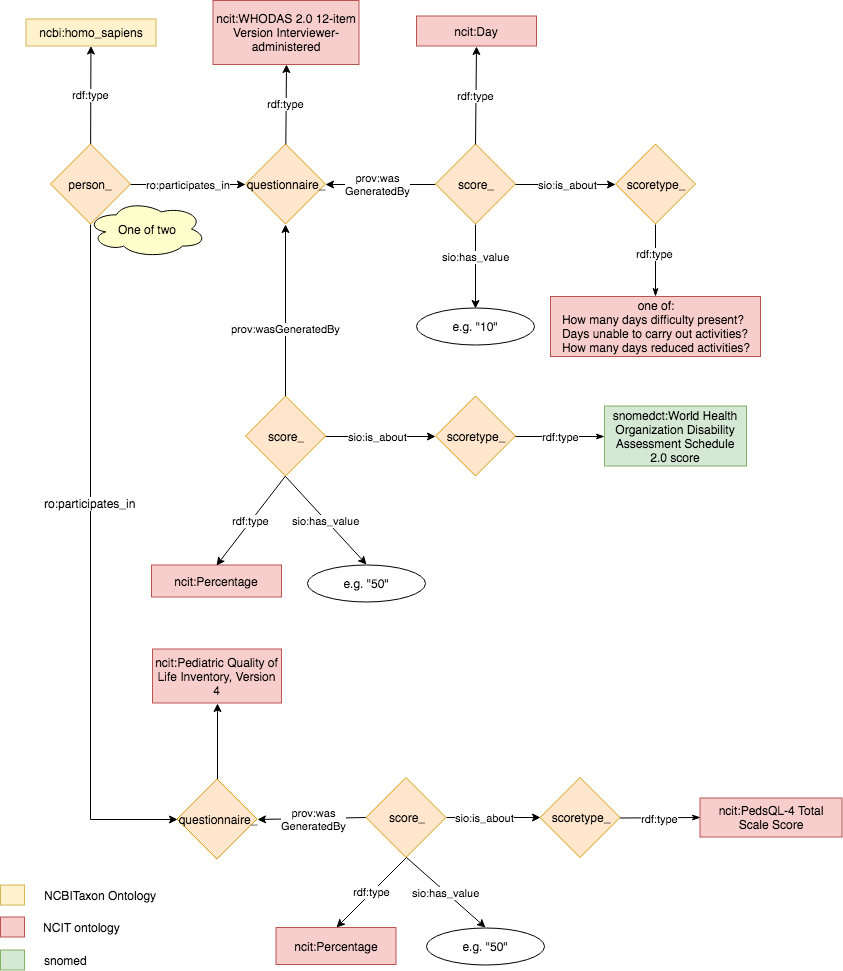 ncbi:homo_sapiens
ncit:WHODAS 2.0 12-item
Version Interviewer-
administered
ncit:Day
rdf:type
rdf:type
rdf:type
person_
ro:participates_in
questionnaire_
prov:was
GeneratedBy
score_
sio:is_about
scoretype_
One of two
sio:has_value
rdf:type
e.g. "10"
one of:
How many days difficulty present?
Days unable to carry out activities?
How many days reduced activities?
prov:wasGeneratedBy
score_
sio:is_about
scoretype_
rdf:type
snomedct:World Health
Organization Disability
Assessment Schedule
2.0 score
ro:participates_in
rdf:type
sio:has_value
ncit:Percentage
e.g. "50"
ncit:Pediatric Quality of
Life Inventory, Version
4
questionnaire_
prov:was
GeneratedBy
score_
sio:is_about
scoretype_
rdf:type
ncit:PedsQL-4 Total
Scale Score
rdf:type
sio:has_value
ncit:Percentage
e.g. "50"
NCBITaxon Ontology
NCIT ontology
snomed